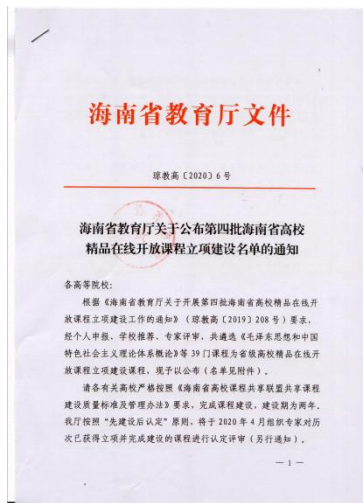 海南省教育厅文件
琼教高〔2020〕6号
海南省教育厅关于公布第四批海南省高校
精品在线开放课程立项建设名单的通知
各高等院校：
根据《海南省教育厅关于开展第四批海南省高校精品在线开
放课程立项建设工作的通知》（琼教高〔2019〕208号）要求，
经个人申报、学校推荐、专家评审，共遴选《毛泽东思想和中国
特色社会主义理论体系概论》等39门课程为省级高校精品在线开
放课程立项建设课程，现予以公布（名单见附件）。
请各有关高校严格按照《海南省高校课程共享联盟共享课程
建设质量标准及管理办法》要求，完成课程建设，建设期为两年。
我厅按照“先建设后认定”原则，将于2020年4月组织专家对历
次已获得立项并完成建设的课程进行认定评审（另行通知）。
—1—